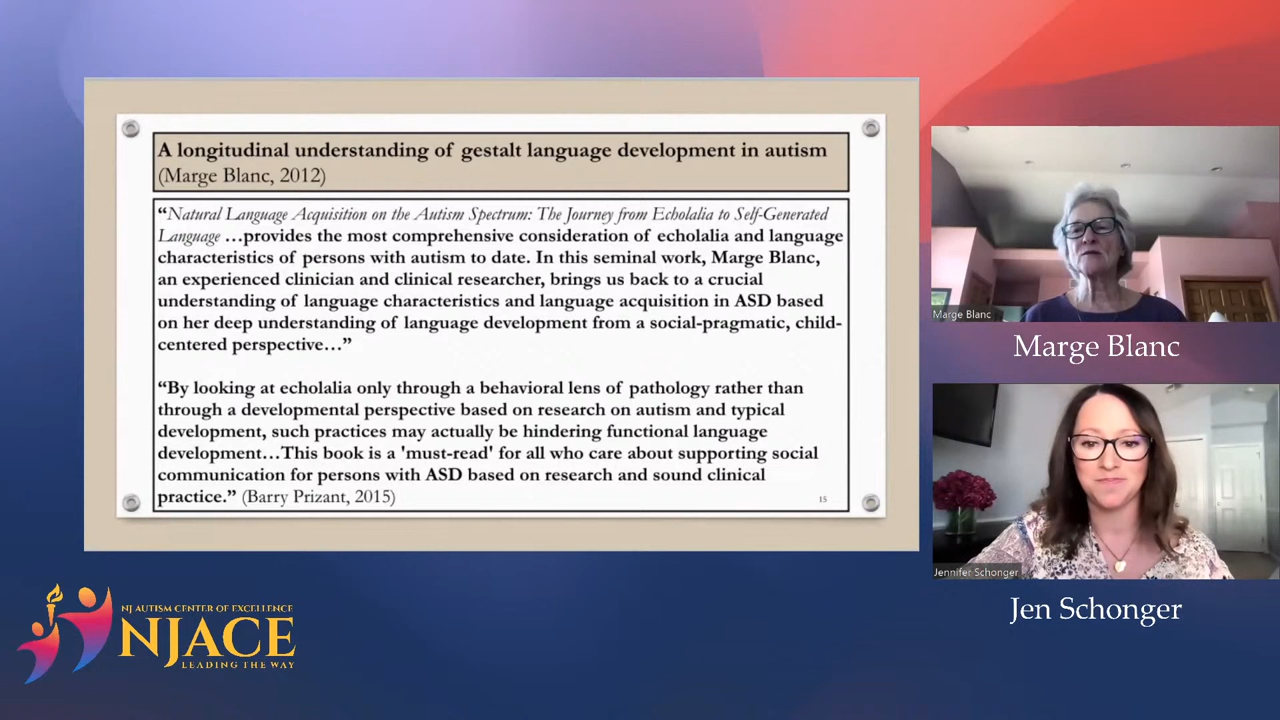 A longitudinal understanding of gestalt language development in autism
(Marge Blanc, 2012)
“Natural Language Acquisition on the Autism Spectrum: The Journey from Echolalia to Self-Generated
Language …provides the most comprehensive consideration of echolalia and language
characteristics of persons with autism to date. In this seminal work, Marge Blanc,
an experienced clinician and clinical researcher, brings us back to a crucial
understanding of language characteristics and language acquisition in ASD based
on her deep understanding of language development from a social-pragmatic, child-
centered perspective…”
“By looking at echolalia only through a behavioral lens of pathology rather than
through a developmental perspective based on research on autism and typical
development, such practices may actually be hindering functional language
development…This book is a 'must-read' for all who care about supporting social
communication for persons with ASD based on research and sound clinical
practice.” (Barry Prizant, 2015)
15
Marge Blanc
Marge Blanc
Jennifer Schonger
Jen Schonger
NJ AUTISM CENTER OF EXCELLENCE
NJACE
LEADING THE WAY